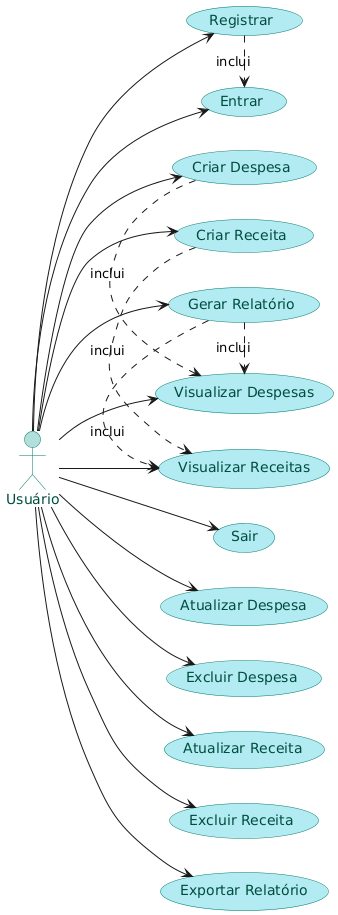 Registrar
inclui
Entrar
Criar Despesa
Criar Receita
inclui
Gerar Relatório
inclui
inclui
Visualizar Despesas
inclui
Visualizar Receitas
Usuário
Sair
Atualizar Despesa
Excluir Despesa
Atualizar Receita
Excluir Receita
Exportar Relatório